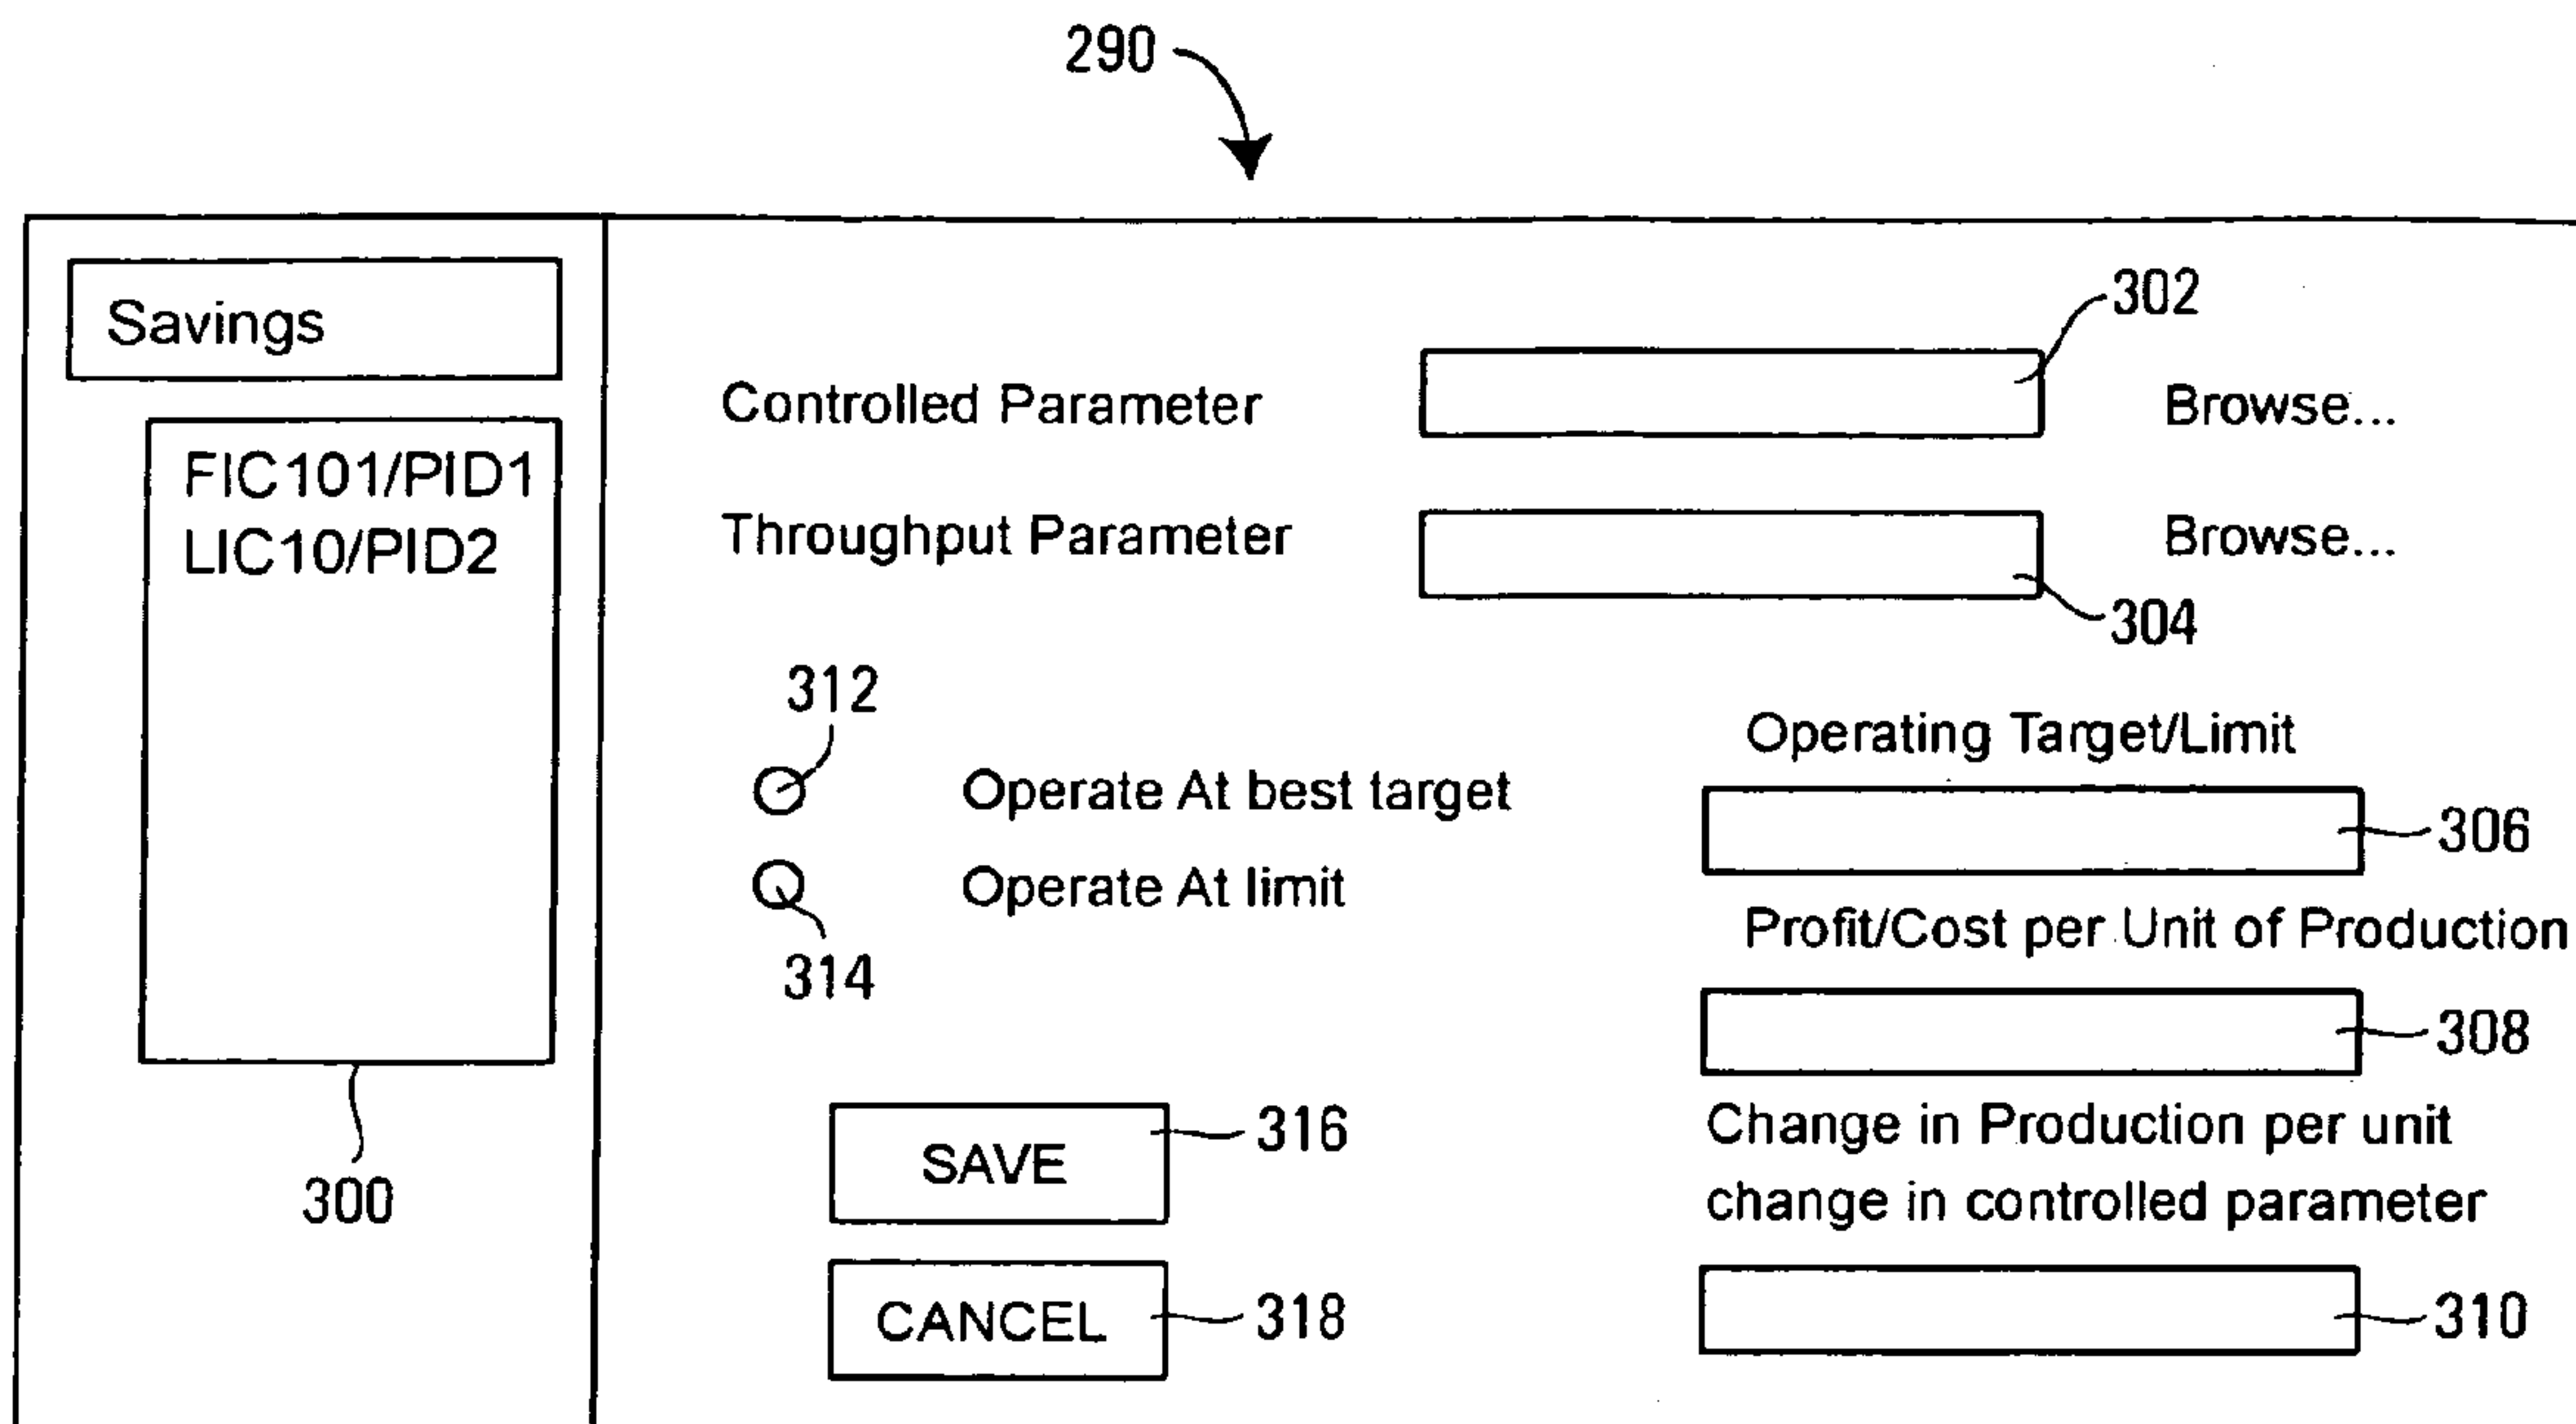 290
Savings
FIC101/PID1
LIC10/PID2
300
302
Controlled Parameter
Browse...
Throughput Parameter
Browse...
304
312
Operate At best target
Operate At limit
314
Operating Target/Limit
306
Profit/Cost per Unit of Production
308
Change in Production per unit
change in controlled parameter
310
SAVE
316
CANCEL
318